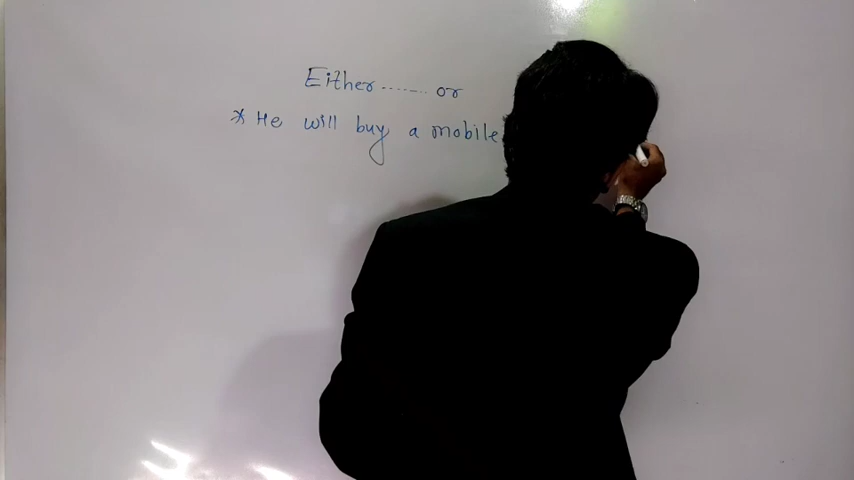 Either ....... or
* He will buy a mobile